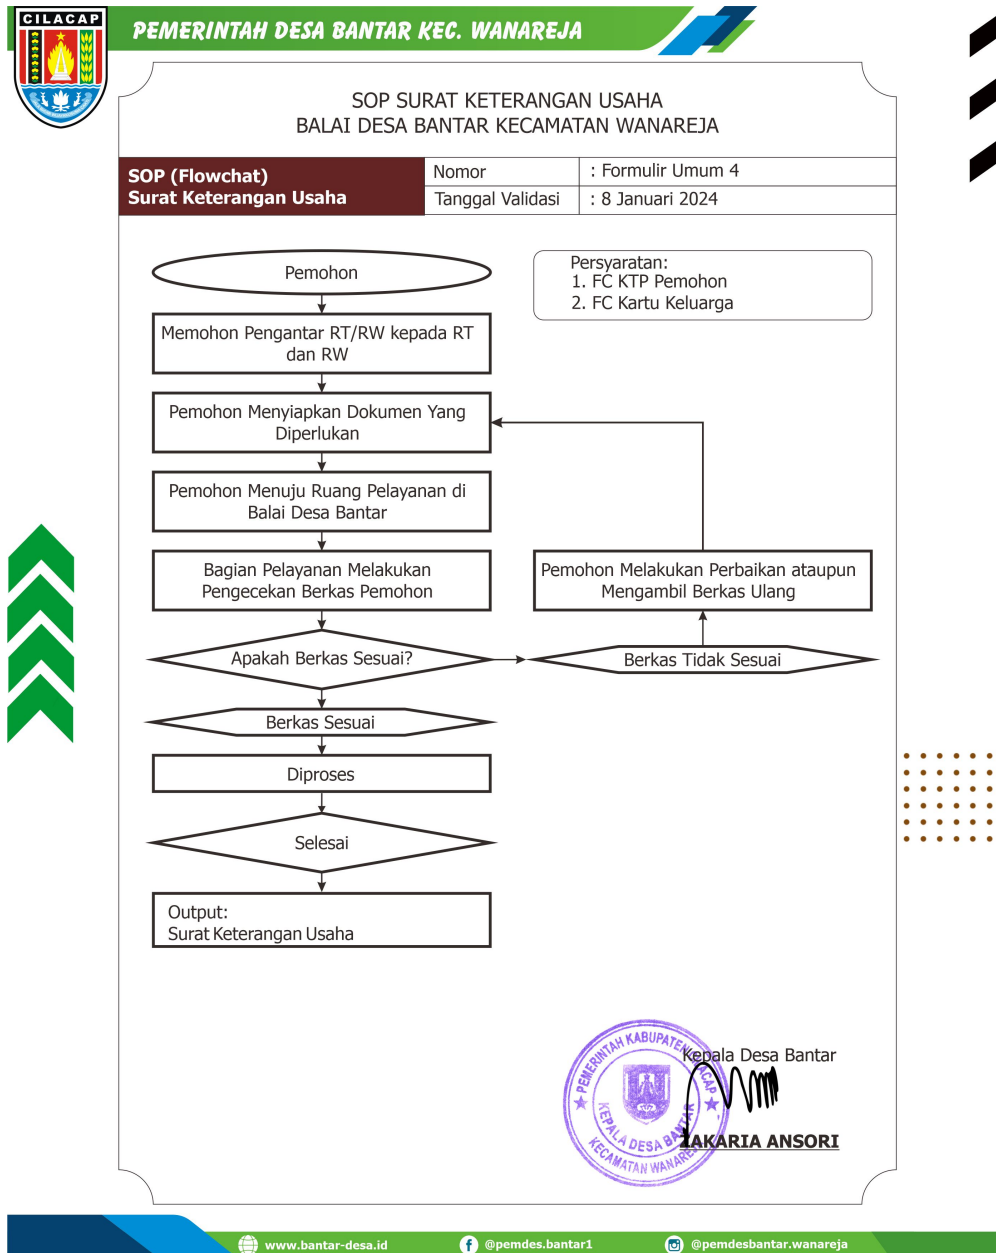 CILACAP
PEMERINTAH DESA BANTAR KEC. WANAREJA
SOP SURAT KETERANGAN USAHA
BALAI DESA BANTAR KECAMATAN WANAREJA
SOP (Flowchat)
Surat Keterangan Usaha
Nomor : Formulir Umum 4
Tanggal Validasi : 8 Januari 2024
Pemohon
Persyaratan:
1. FC KTP Pemohon
2. FC Kartu Keluarga
Memohon Pengantar RT/RW kepada RT
dan RW
Pemohon Menyiapkan Dokumen Yang
Diperlukan
Pemohon Menuju Ruang Pelayanan di
Balai Desa Bantar
Bagian Pelayanan Melakukan
Pengecekan Berkas Pemohon
Pemohon Melakukan Perbaikan ataupun
Mengambil Berkas Ulang
Apakah Berkas Sesuai?
Berkas Tidak Sesuai
Berkas Sesuai
Diproses
Selesai
Output:
Surat Keterangan Usaha
Kepala Desa Bantar
PEMERINTAH KABUPATEN CILACAP
KEPALA DESA BANTAR
KECAMATAN WANAREJA
ZAKARIA ANSORI
www.bantar-desa.id
@pemdes.bantar1
@pemdesbantar.wanareja